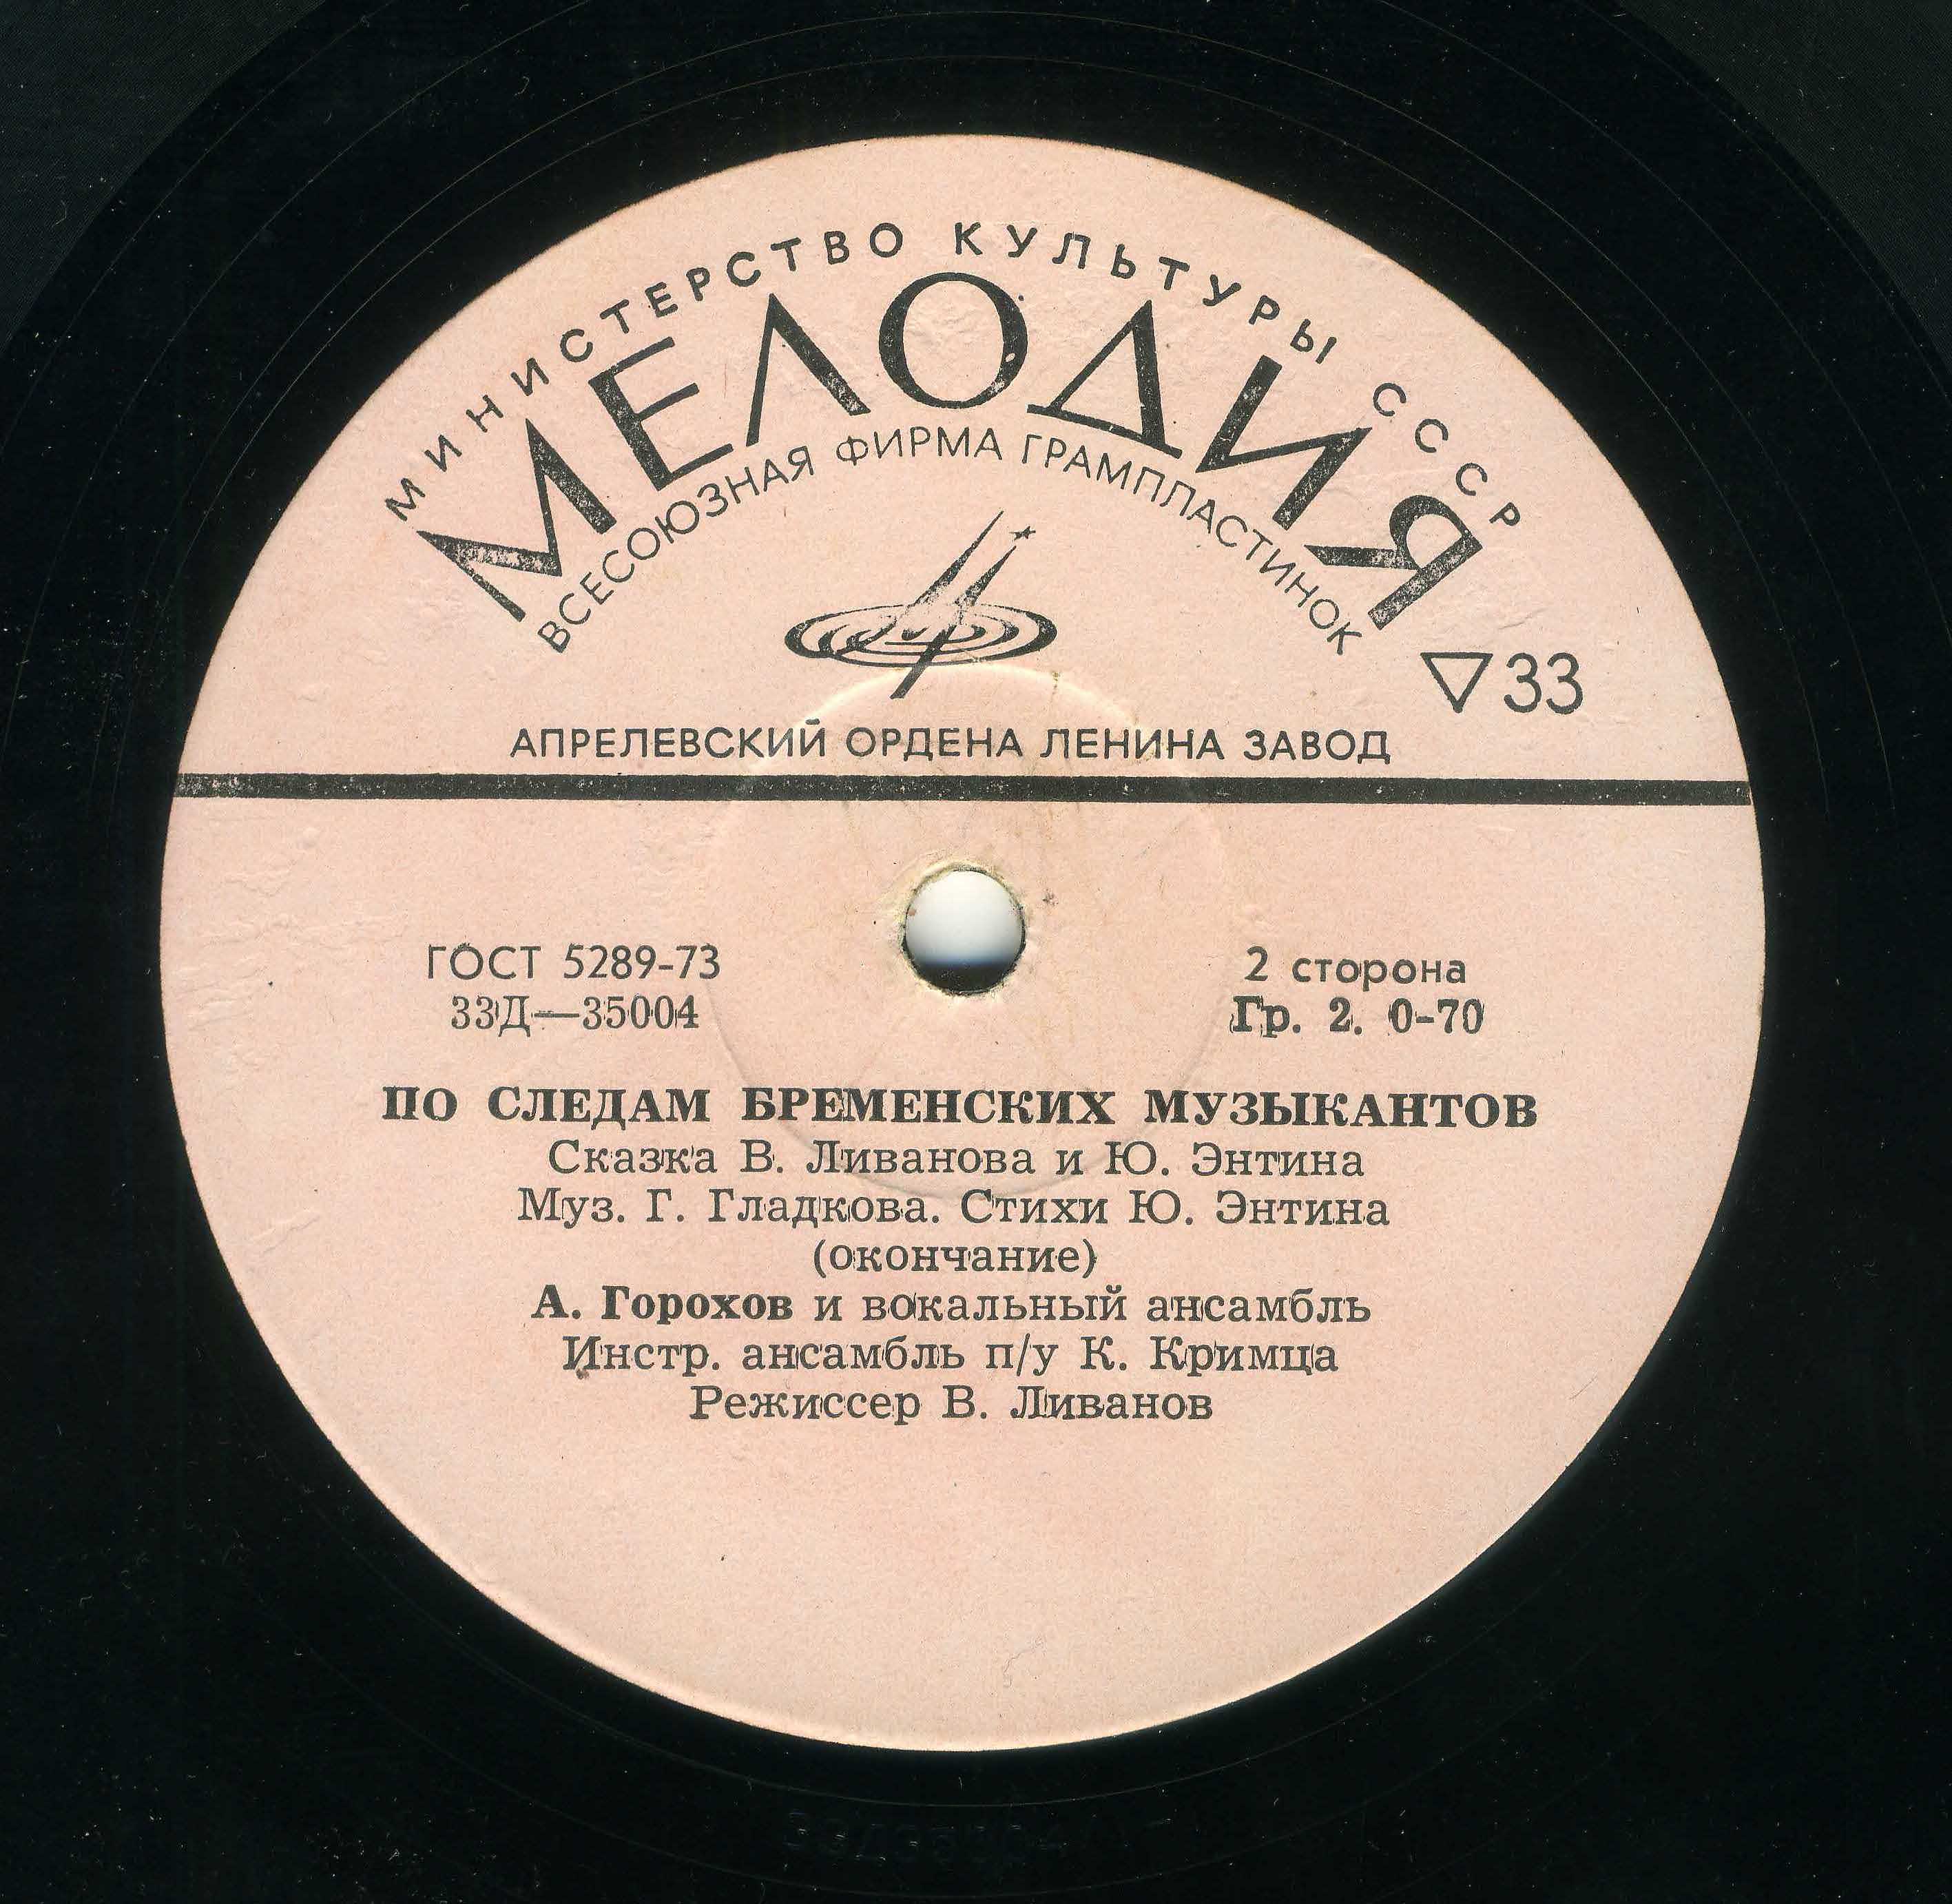 МИНИСТЕРСТВО КУЛЬТУРЫ СССР
МЕЛОДИЯ
ВСЕСОЮЗНАЯ ФИРМА ГРАМПЛАСТИНОК
▽33
АПРЕЛЕВСКИЙ ОРДЕНА ЛЕНИНА ЗАВОД
ГОСТ 5289-73
33Д—35004
2 сторона
Гр. 2. 0-70
ПО СЛЕДАМ БРЕМЕНСКИХ МУЗЫКАНТОВ
Сказка В. Ливанова и Ю. Энтина
Муз. Г. Гладкова. Стихи Ю. Энтина
(окончание)
А. Горохов и вокальный ансамбль
Инстр. ансамбль п/у К. Кримца
Режиссер В. Ливанов